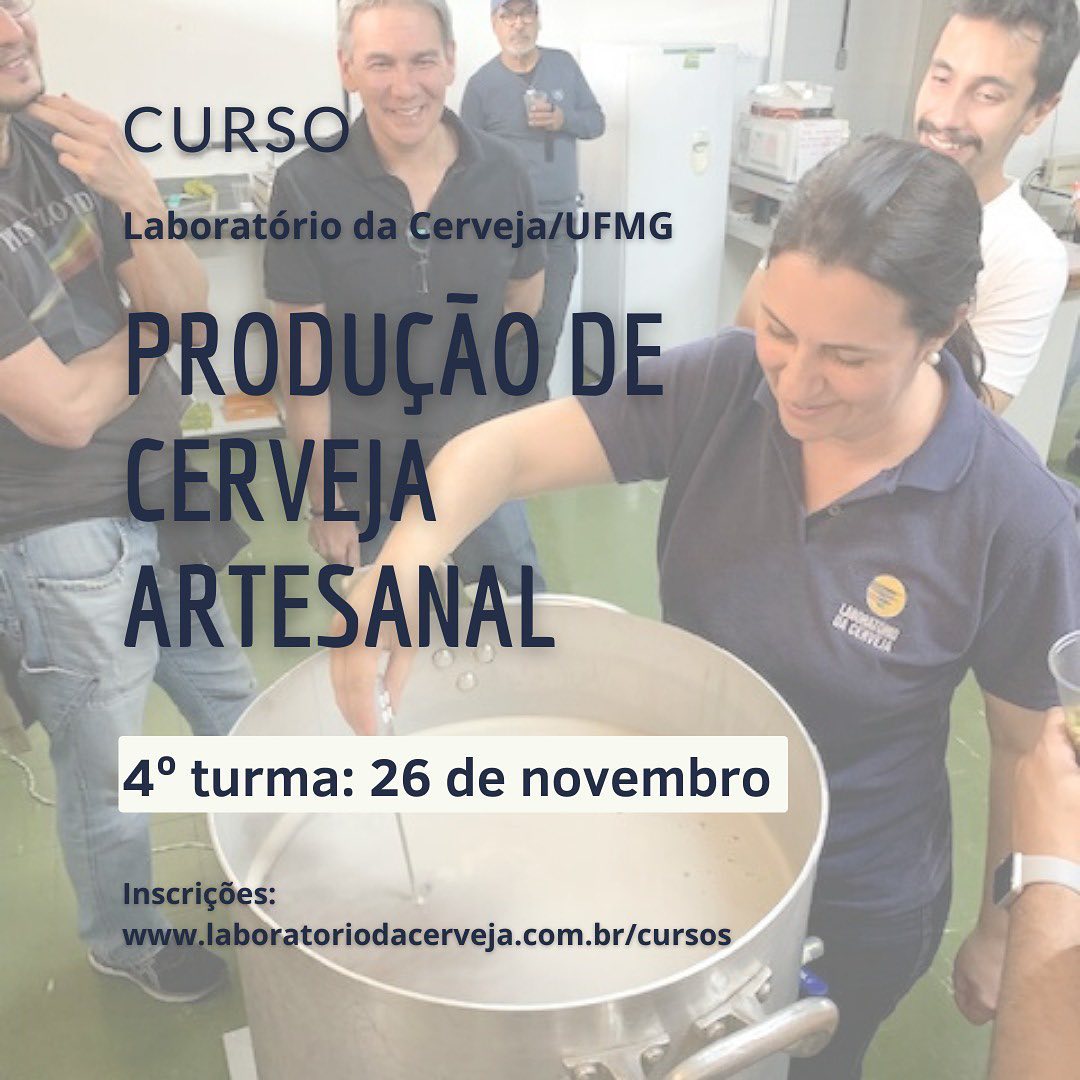 CURSO
Laboratório da Cerveja/UFMG
PRODUÇÃO DE
CERVEJA
ARTESANAL
4º turma: 26 de novembro
Inscrições:
www.laboratoriodacerveja.com.br/cursos
LABORATÓRIO
DA CERVEJA